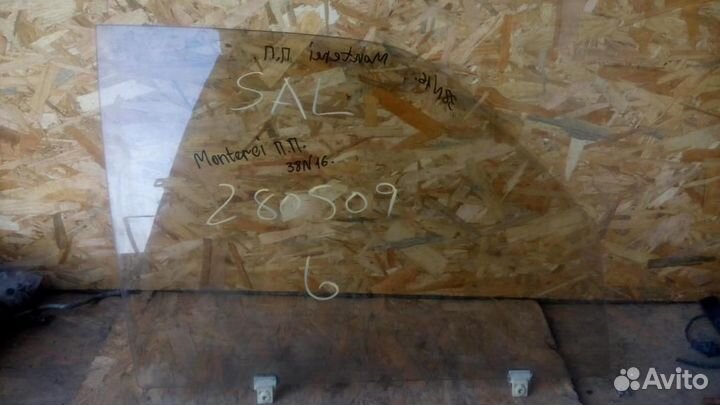 Monterei П.П.
38N16.
SAL
Monterei П.П.
38N16.
280509
6
Avito